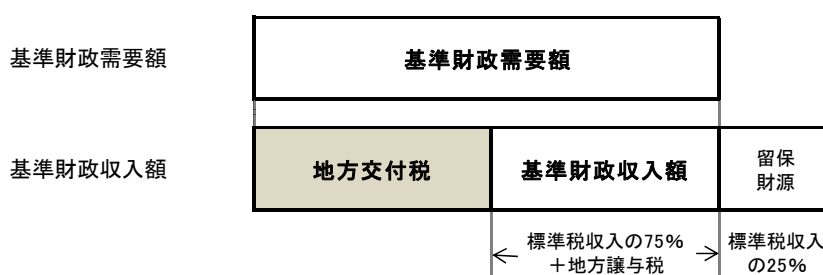 基準財政需要額
基準財政需要額
基準財政収入額
地方交付税
基準財政収入額
留保
財源
標準税収入の75%
+地方譲与税
標準税収入
の25%